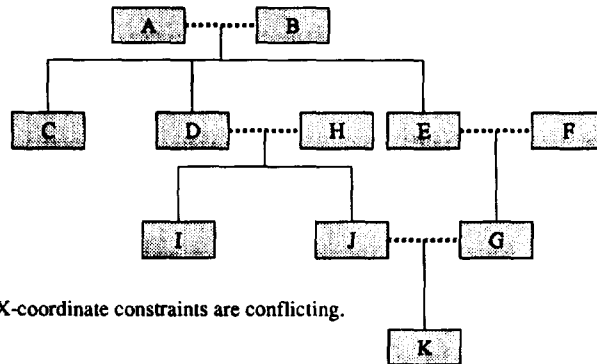 A B
C D H E F
I J G
X-coordinate constraints are conflicting.
K